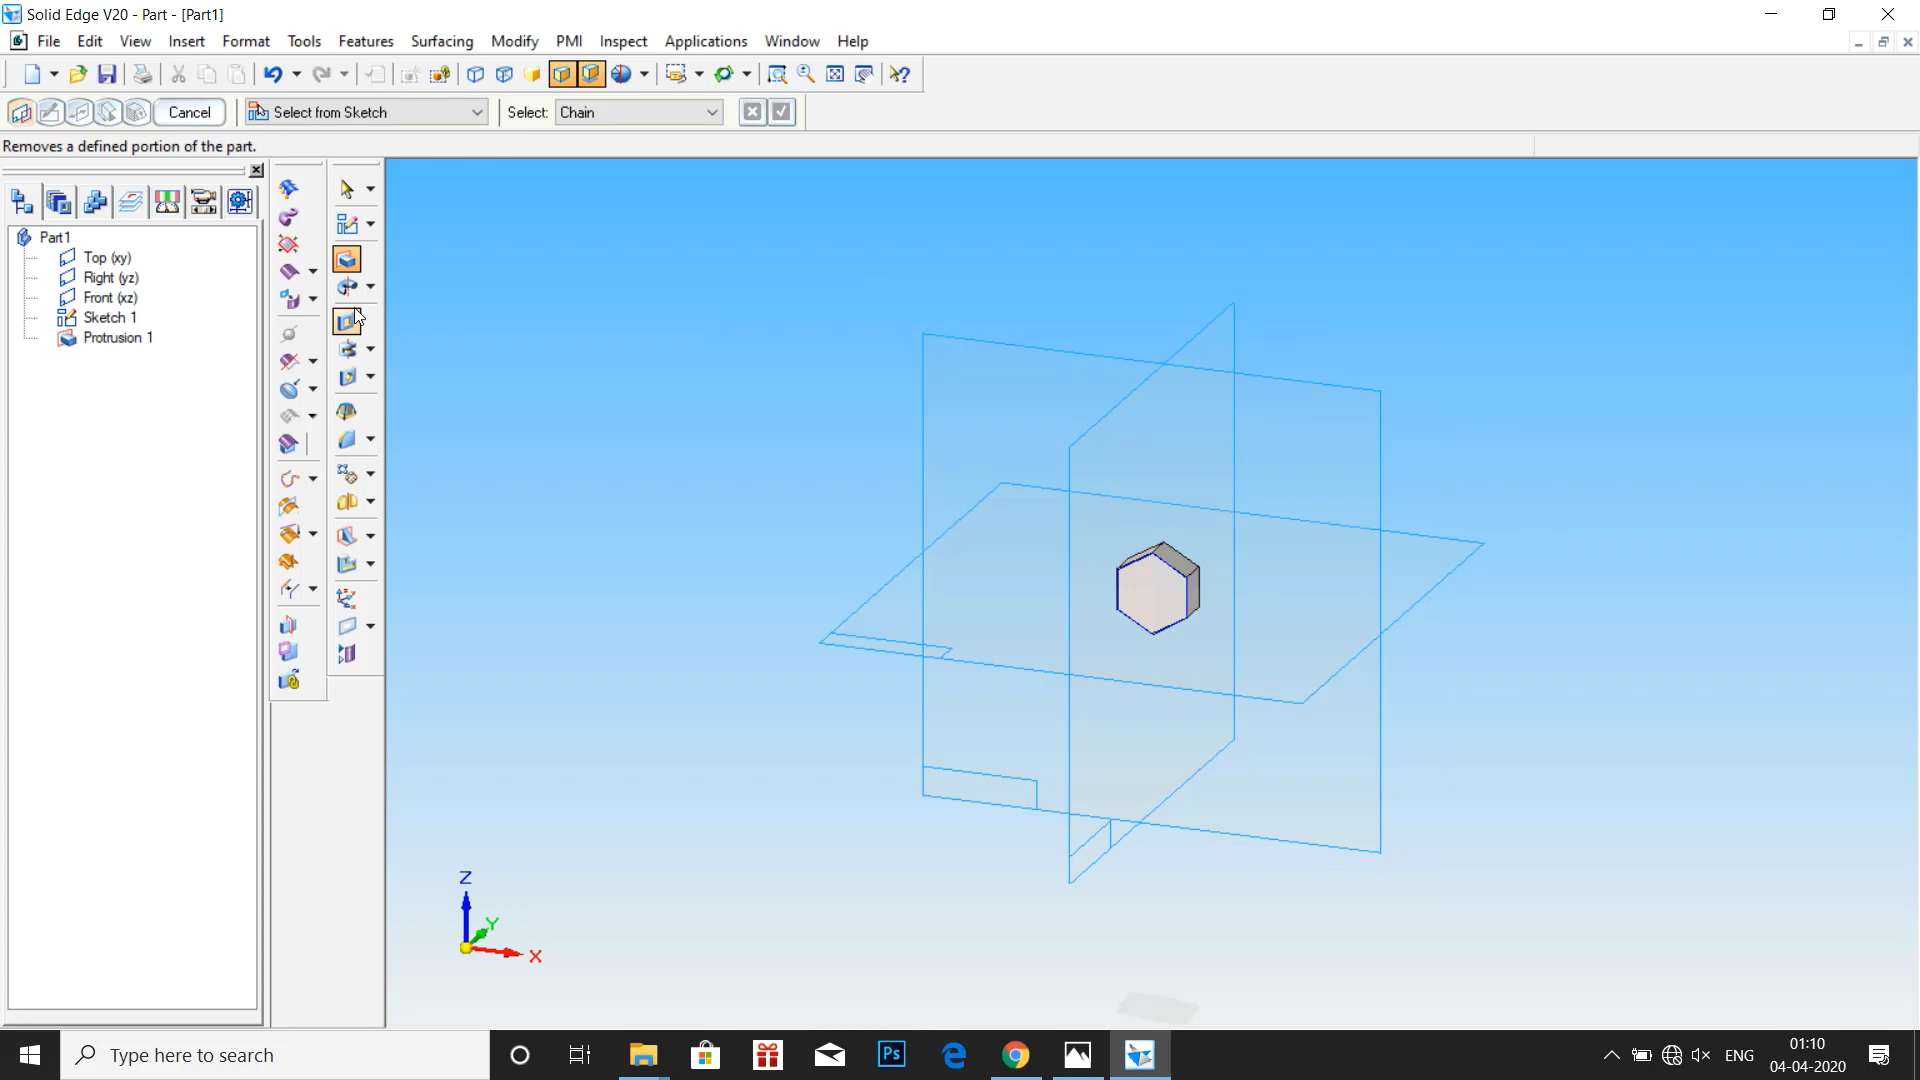 Solid Edge V20 - Part - [Part1]
File Edit View Insert Format Tools Features Surfacing Modify PMI Inspect Applications Window Help
Cancel Select from Sketch Select: Chain
Removes a defined portion of the part.
Part1
Top (xy)
Right (yz)
Front (xz)
Sketch 1
Protrusion 1
Z
Y
X
Type here to search
Ps
ENG
01:10
04-04-2020